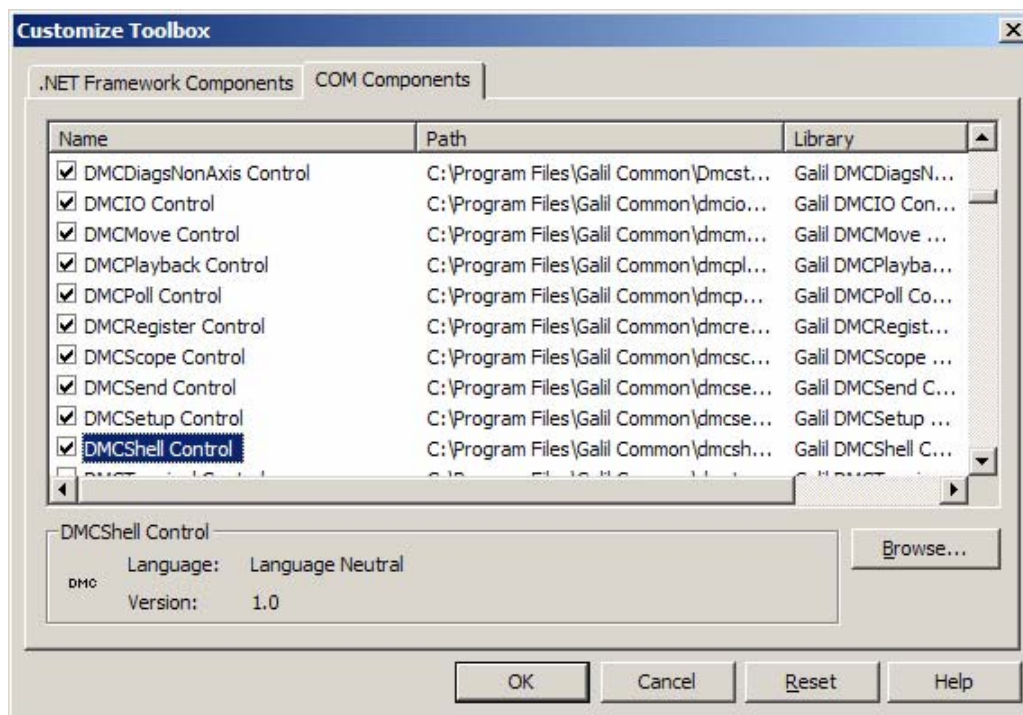 Customize Toolbox
.NET Framework Components COM Components
Name Path Library
DMCDiagsNonAxis Control C:\Program Files\Galil Common\Dmcst... Galil DMCDiagsN...
DMCIO Control C:\Program Files\Galil Common\dmcio... Galil DMCIO Con...
DMCMove Control C:\Program Files\Galil Common\dmcm... Galil DMCMove ...
DMCPlayback Control C:\Program Files\Galil Common\dmcpl... Galil DMCPlayba...
DMCPoll Control C:\Program Files\Galil Common\dmcp... Galil DMCPoll Co...
DMCRegister Control C:\Program Files\Galil Common\dmcre... Galil DMCRegist...
DMCScope Control C:\Program Files\Galil Common\dmcsc... Galil DMCScope ...
DMCSend Control C:\Program Files\Galil Common\dmcse... Galil DMCSend C...
DMCSetup Control C:\Program Files\Galil Common\dmcse... Galil DMCSetup ...
DMCShell Control C:\Program Files\Galil Common\dmcsh... Galil DMCShell C...
DMCShell Control
Language: Language Neutral
DMC
Version: 1.0
Browse...
OK Cancel Reset Help